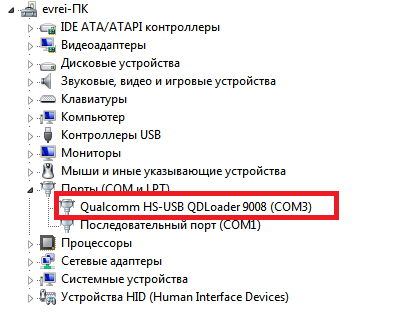 evrei-ПК
IDE ATA/ATAPI контроллеры
Видеоадаптеры
Дисковые устройства
Звуковые, видео и игровые устройства
Клавиатуры
Компьютер
Контроллеры USB
Мониторы
Мыши и иные указывающие устройства
Порты (COM и LPT)
Qualcomm HS-USB QDLoader 9008 (COM3)
Последовательный порт (COM1)
Процессоры
Сетевые адаптеры
Системные устройства
Устройства HID (Human Interface Devices)